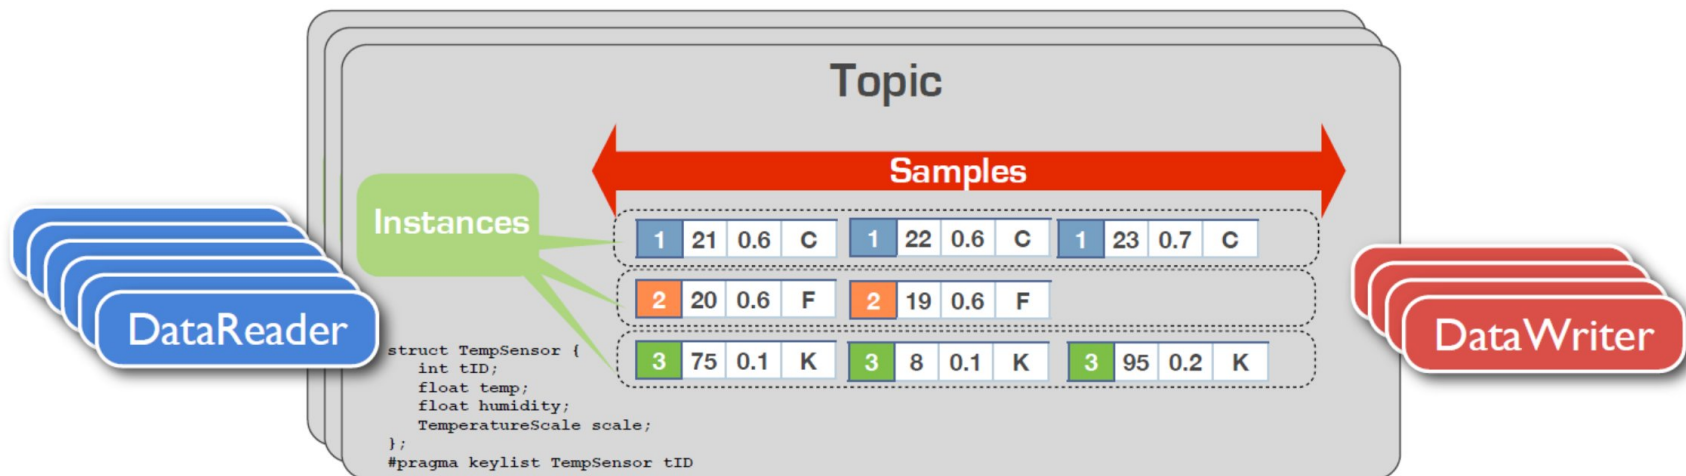 Topic
Samples
Instances
1 21 0.6 C 1 22 0.6 C 1 23 0.7 C
2 20 0.6 F 2 19 0.6 F
3 75 0.1 K 3 8 0.1 K 3 95 0.2 K
DataReader
DataWriter
struct TempSensor {
int tID;
float temp;
float humidity;
TemperatureScale scale;
};
#pragma keylist TempSensor tID